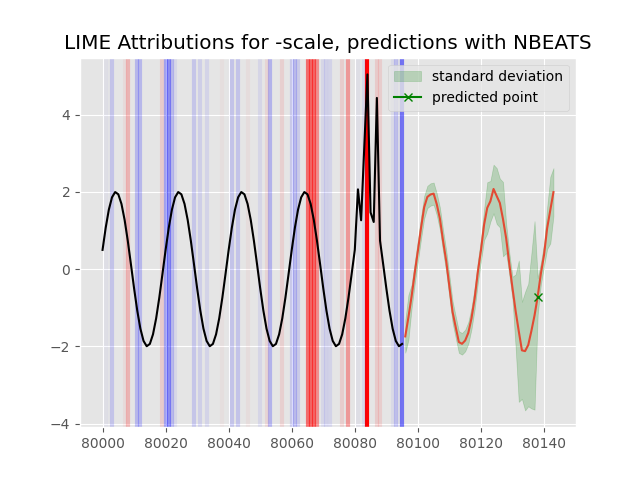 LIME Attributions for -scale, predictions with NBEATS
standard deviation
predicted point
4
2
0
−2
−4
80000 80020 80040 80060 80080 80100 80120 80140